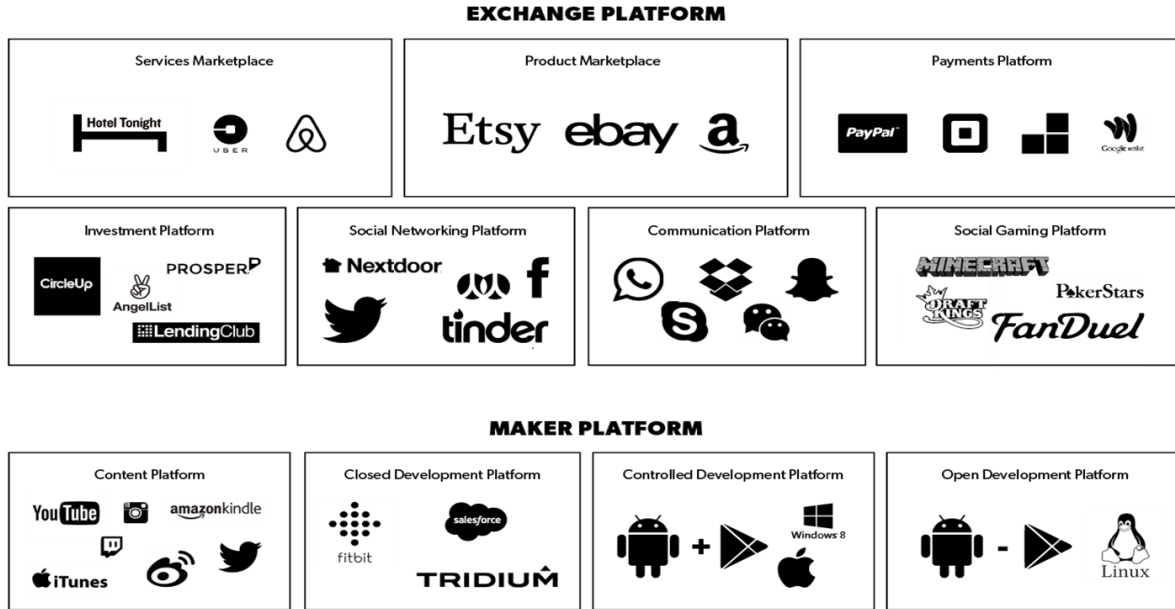 EXCHANGE PLATFORM
Services Marketplace
Hotel Tonight
UBER
Product Marketplace
Etsy
ebay
a
Payments Platform
PayPal
Google wallet
Investment Platform
CircleUp
AngelList
PROSPER
LendingClub
Social Networking Platform
Nextdoor
f
tinder
Communication Platform
S
Social Gaming Platform
MINECRAFT
DRAFT
KINGS
PokerStars
FanDuel
MAKER PLATFORM
Content Platform
YouTube
amazonkindle
iTunes
Closed Development Platform
fitbit
salesforce
TRIDIUM
Controlled Development Platform
+
Windows 8
Open Development Platform
-
Linux